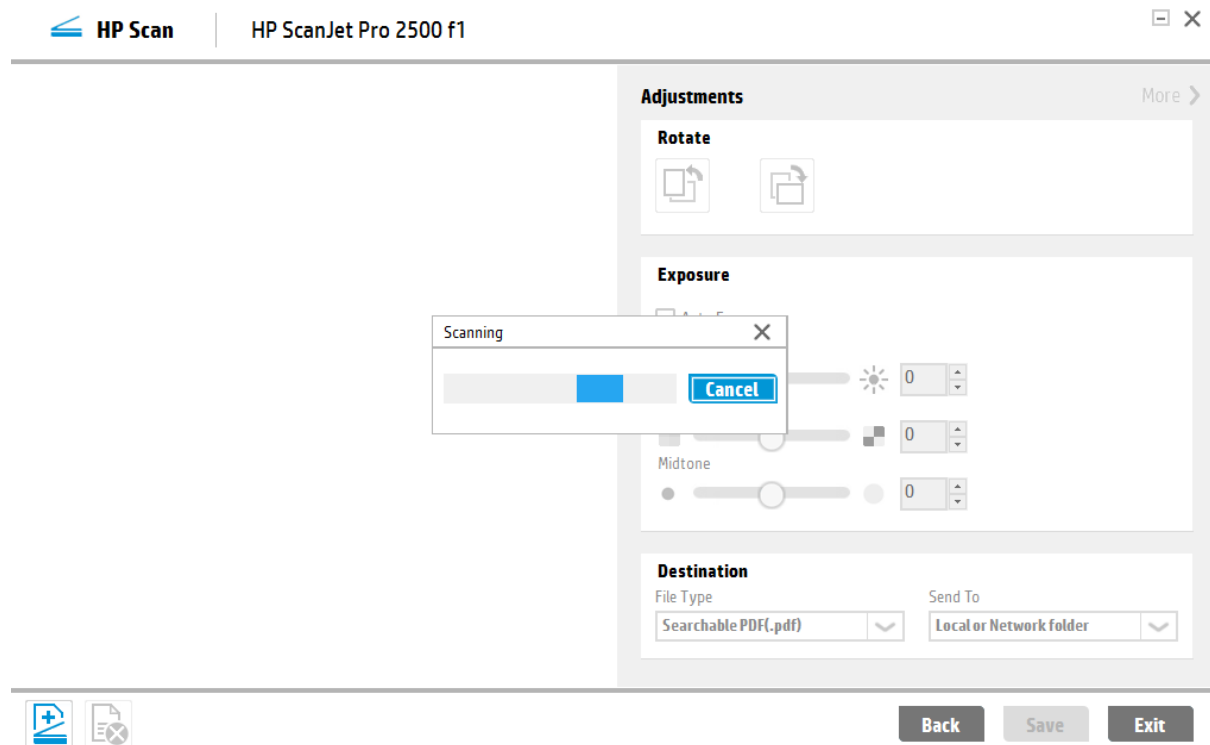 HP Scan
HP ScanJet Pro 2500 f1
Adjustments
More
Rotate
Exposure
Scanning
Cancel
0
0
Midtone
0
Destination
File Type
Send To
Searchable PDF(.pdf)
Local or Network folder
Back
Save
Exit